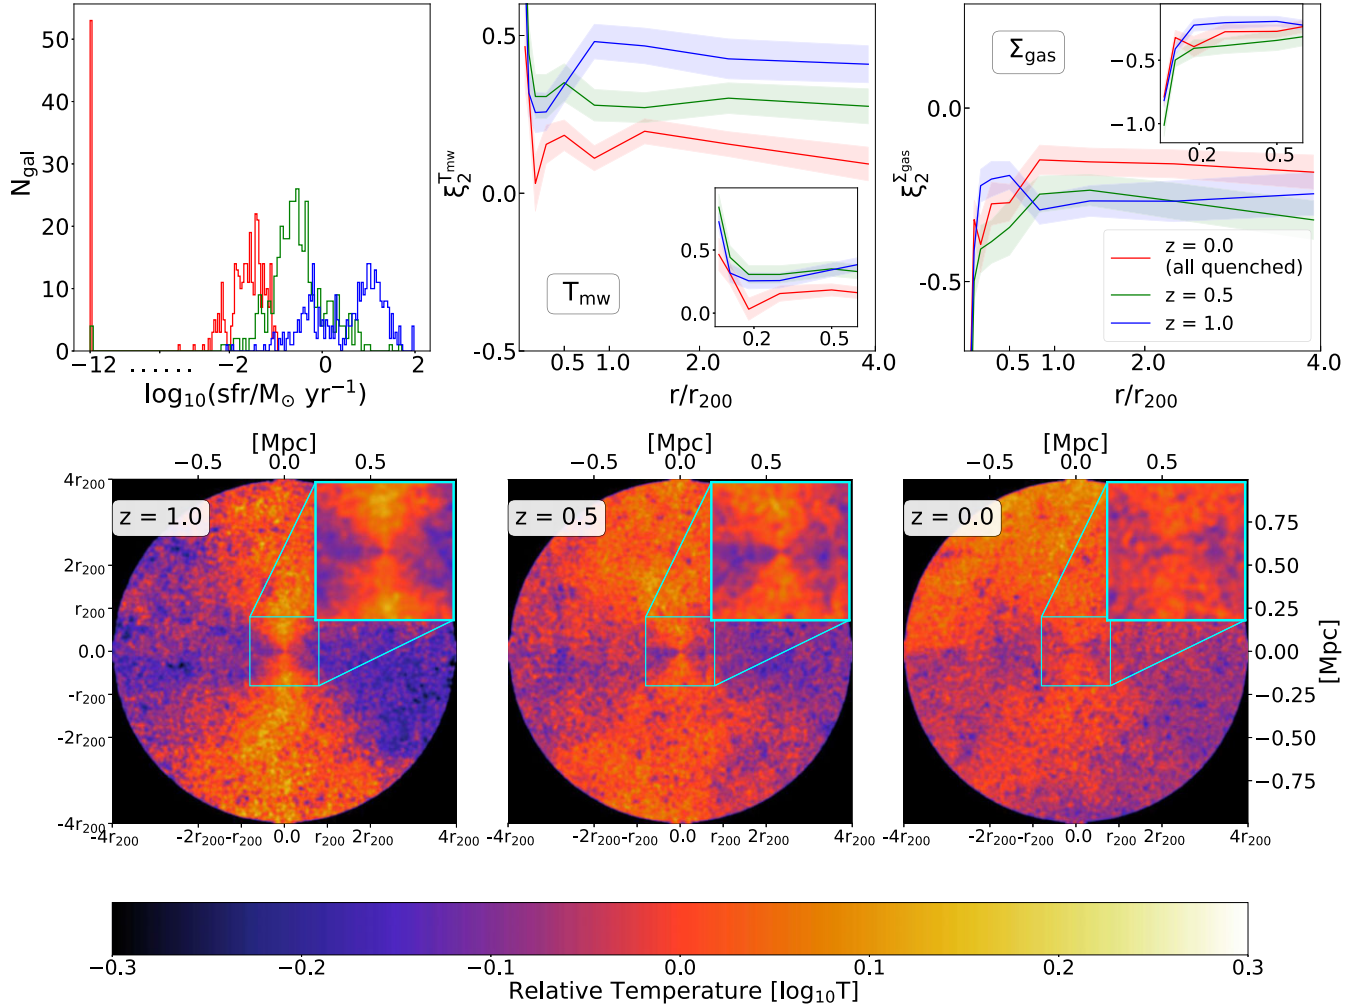 50
40
30
20
10
0
N_gal
−12 ...... −2 0 2
log₁₀(sfr/M⊙ yr⁻¹)
0.5
0.0
-0.5
ξ₂^T_mw
T_mw
0.5
0.0
0.2 0.5
0.5 1.0 2.0 4.0
r/r₂₀₀
0.0
-0.5
ξ₂^Σ_gas
Σ_gas
−0.5
−1.0
0.2 0.5
z = 0.0
(all quenched)
z = 0.5
z = 1.0
0.5 1.0 2.0 4.0
r/r₂₀₀
[Mpc]
−0.5 0.0 0.5
[Mpc]
−0.5 0.0 0.5
[Mpc]
−0.5 0.0 0.5
z = 1.0
z = 0.5
z = 0.0
4r₂₀₀
2r₂₀₀
r₂₀₀
0.0
-r₂₀₀
-2r₂₀₀
-4r₂₀₀
0.75
0.50
0.25
0.00
−0.25
−0.50
−0.75
[Mpc]
-4r₂₀₀ -2r₂₀₀ -r₂₀₀ 0.0 r₂₀₀ 2r₂₀₀ 4r₂₀₀
-4r₂₀₀ -2r₂₀₀ -r₂₀₀ 0.0 r₂₀₀ 2r₂₀₀ 4r₂₀₀
-4r₂₀₀ -2r₂₀₀ -r₂₀₀ 0.0 r₂₀₀ 2r₂₀₀ 4r₂₀₀
−0.3 −0.2 −0.1 0.0 0.1 0.2 0.3
Relative Temperature [log₁₀T]